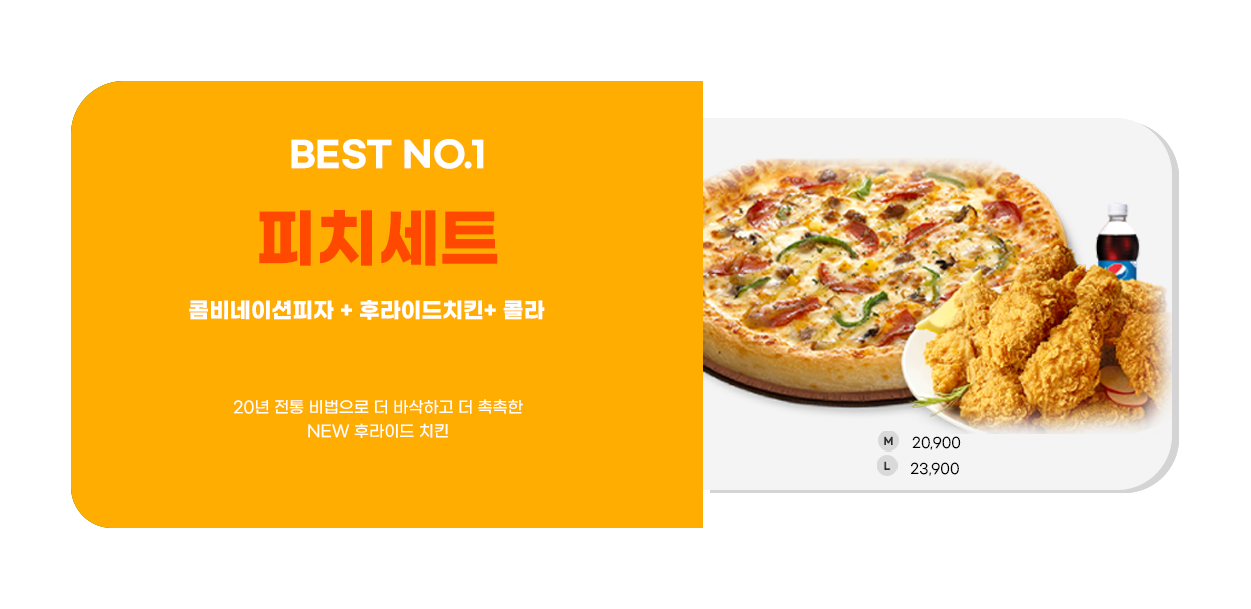 BEST NO.1
피치세트
콤비네이션피자 + 후라이드치킨+ 콜라
20년 전통 비법으로 더 바삭하고 더 촉촉한
NEW 후라이드 치킨
M 20,900
L 23,900